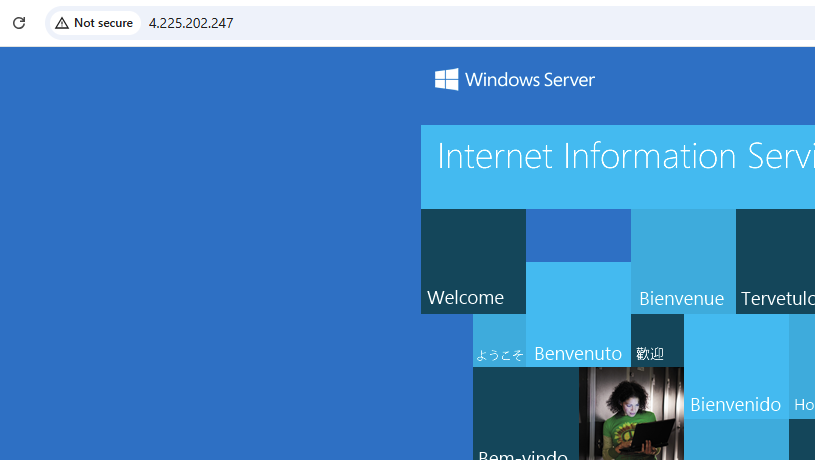 Not secure 4.225.202.247
Windows Server
Internet Information Servi
Welcome
Bienvenue
Tervetulo
ようこそ
Benvenuto
歡迎
Bienvenido
Ho
Bem-vindo